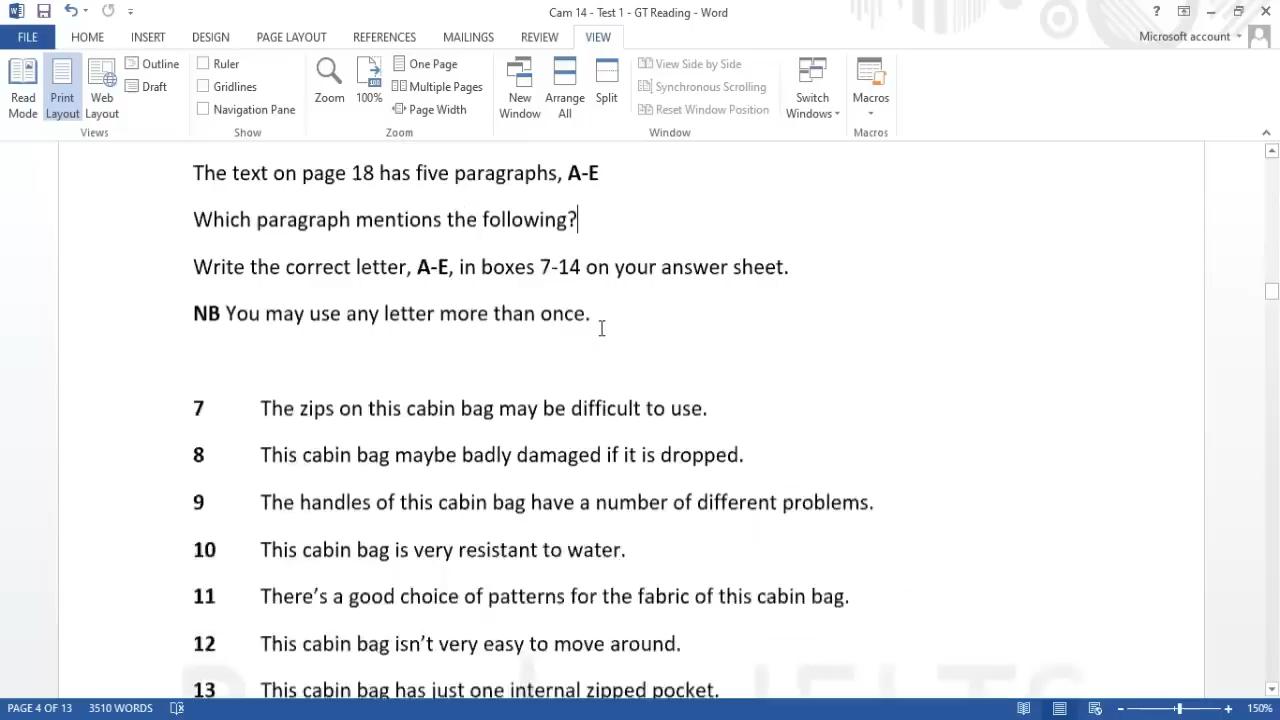 Cam 14 - Test 1 - GT Reading - Word
FILE HOME INSERT DESIGN PAGE LAYOUT REFERENCES MAILINGS REVIEW VIEW Microsoft account
Read Mode
Print Layout
Web Layout
Outline
Draft
Views
Ruler
Gridlines
Navigation Pane
Show
Zoom
100%
One Page
Multiple Pages
Page Width
Zoom
New Window
Arrange All
Split
View Side by Side
Synchronous Scrolling
Reset Window Position
Window
Switch Windows
Macros
Macros
The text on page 18 has five paragraphs, A-E
Which paragraph mentions the following?
Write the correct letter, A-E, in boxes 7-14 on your answer sheet.
NB You may use any letter more than once.
7 The zips on this cabin bag may be difficult to use.
8 This cabin bag maybe badly damaged if it is dropped.
9 The handles of this cabin bag have a number of different problems.
10 This cabin bag is very resistant to water.
11 There's a good choice of patterns for the fabric of this cabin bag.
12 This cabin bag isn't very easy to move around.
13 This cabin bag has just one internal zipped pocket.
PAGE 4 OF 13 3510 WORDS 150%